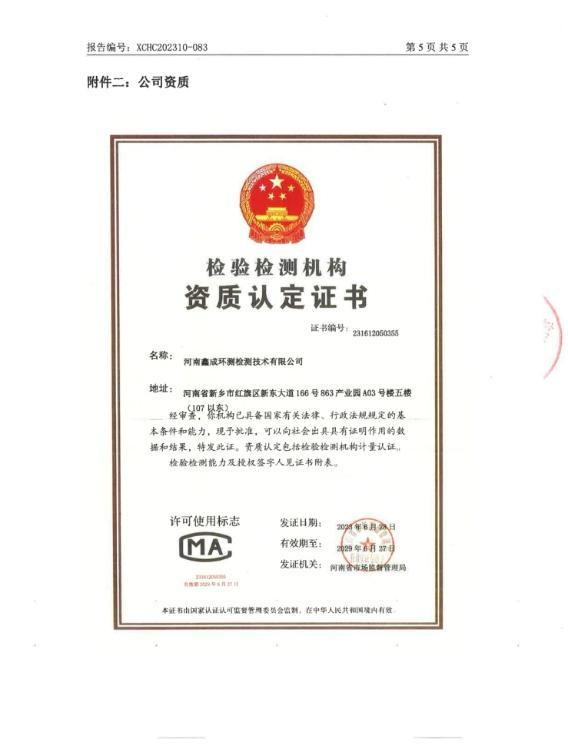 报告编号：XCHC202310-083 第 5 页 共 5 页
附件二：公司资质
检验检测机构
资质认定证书
证书编号：231612050355
名称：河南鑫成环测检测技术有限公司
地址：河南省新乡市红旗区新东大道166号863产业园A03号楼五楼
（107以东）
经审查，你机构已具备国家有关法律、行政法规规定的基
本条件和能力，现予批准，可以向社会出具具有证明作用的数
据和结果，特发此证。资质认定包括检验检测机构计量认证。
检验检测能力及授权签字人见证书附表。
许可使用标志
MA
231612050355
有效期2029年6月27日
发证日期：2023年6月28日
有效期至：2029年6月27日
发证机关：河南省市场监督管理局
本证书由国家认证认可监督管理委员会监制，在中华人民共和国境内有效。